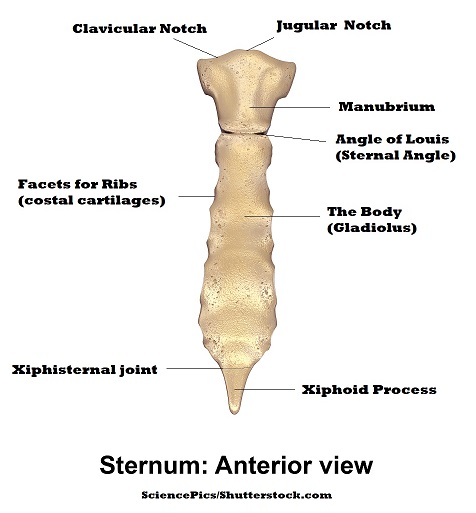 Clavicular Notch
Jugular Notch
Manubrium
Angle of Louis
(Sternal Angle)
Facets for Ribs
(costal cartilages)
The Body
(Gladiolus)
Xiphisternal joint
Xiphoid Process
Sternum: Anterior view
SciencePics/Shutterstock.com